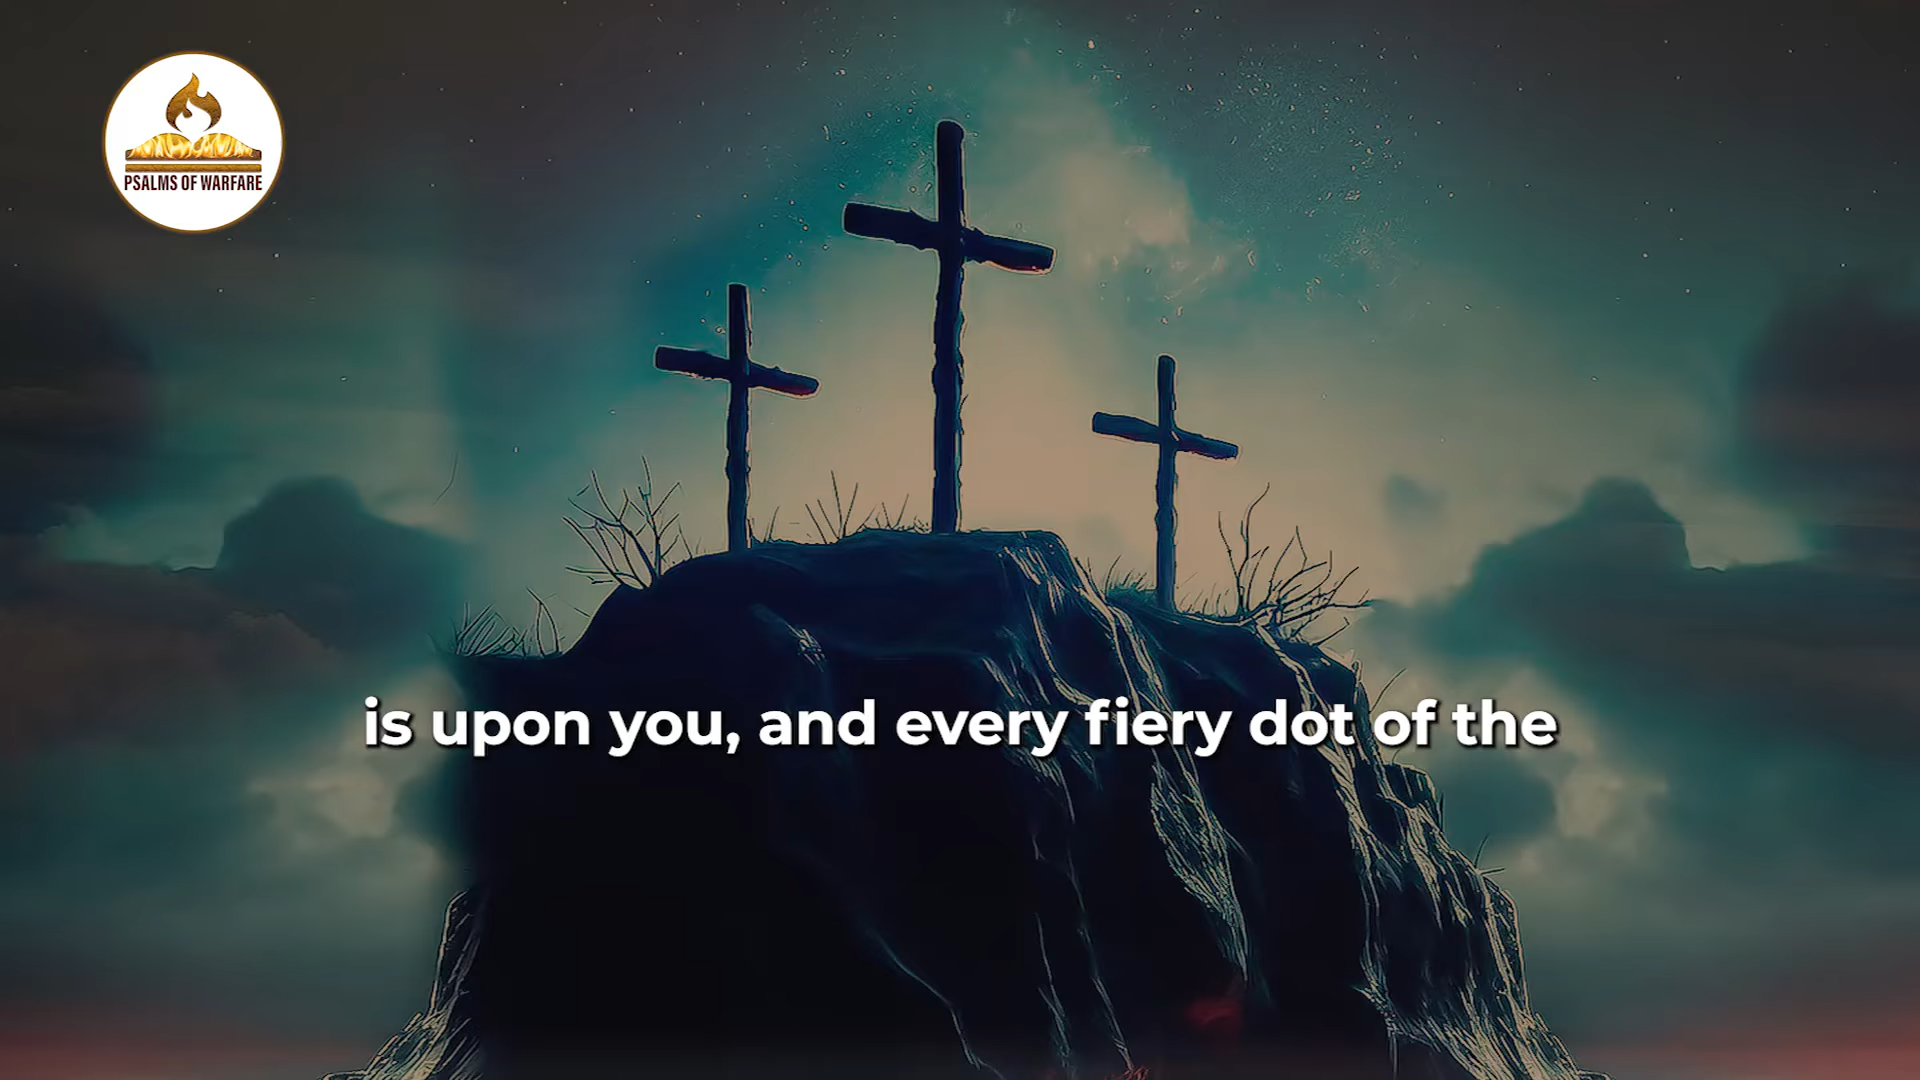 PSALMS OF WARFARE
is upon you, and every fiery dot of the